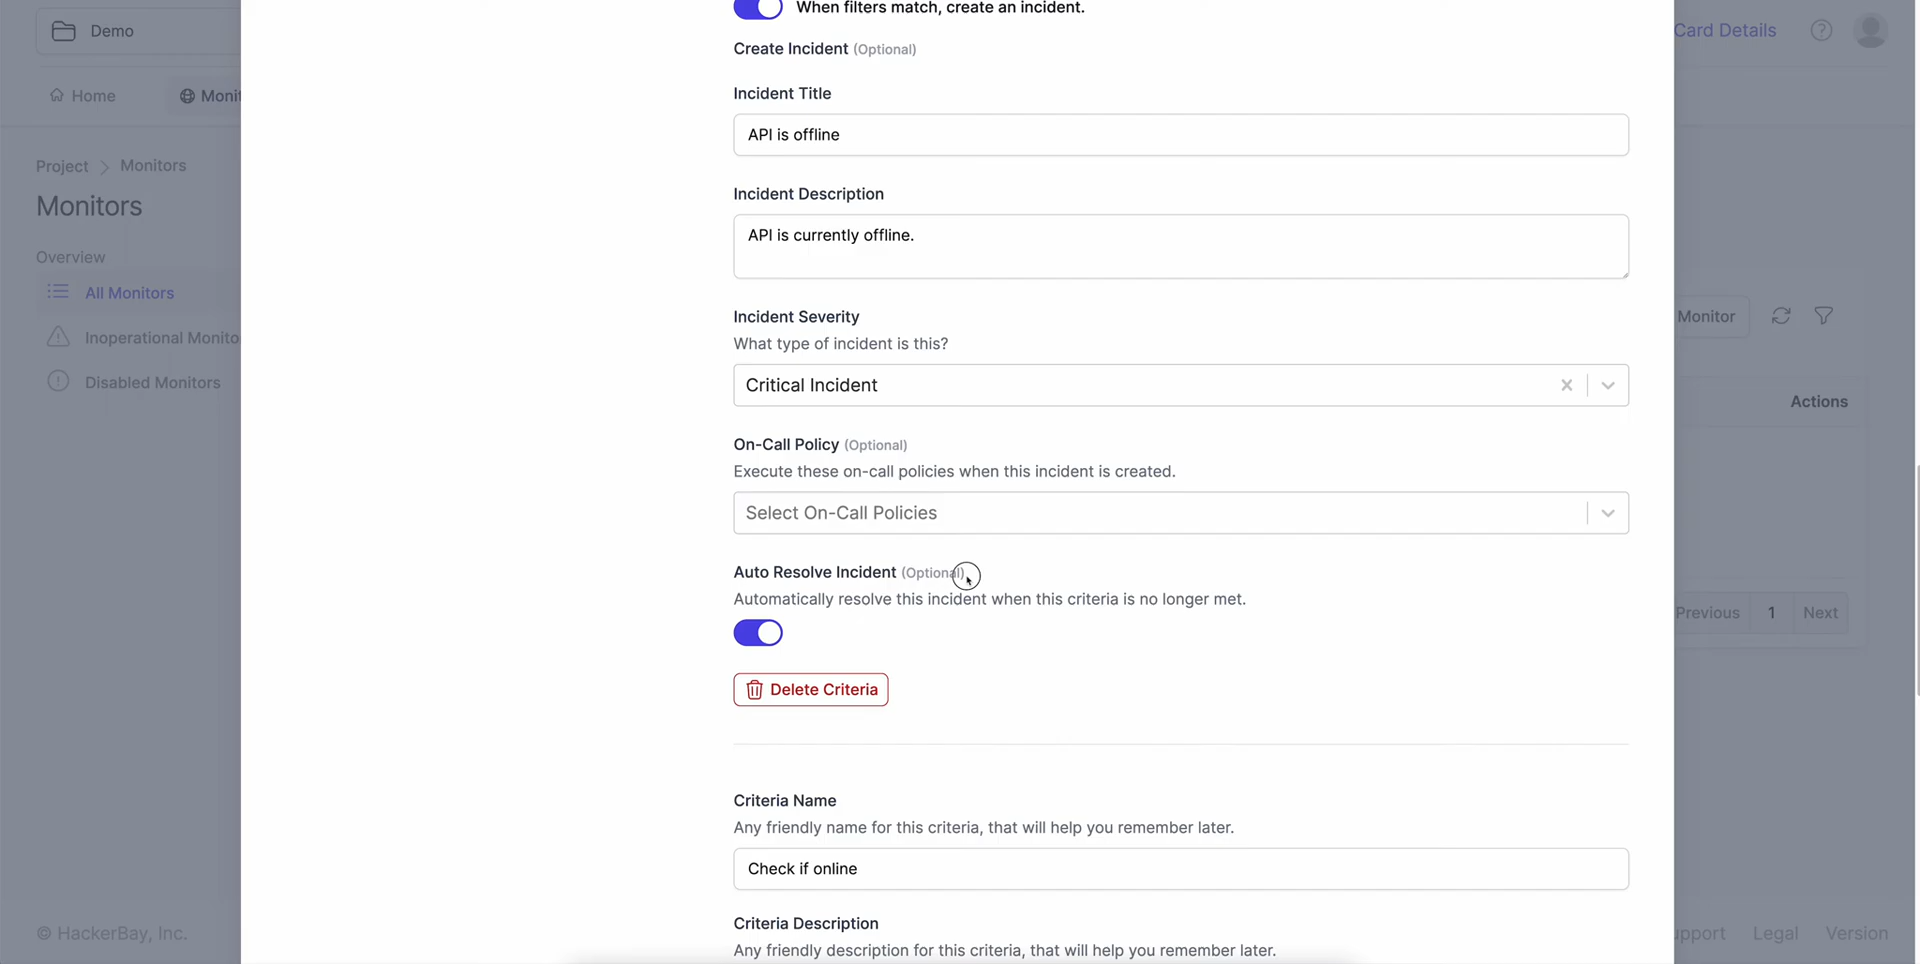 Demo
Card Details
Home
Monit
Project > Monitors
Monitors
Overview
All Monitors
Inoperational Monito
Disabled Monitors
When filters match, create an incident.
Create Incident (Optional)
Incident Title
API is offline
Incident Description
API is currently offline.
Incident Severity
What type of incident is this?
Critical Incident
On-Call Policy (Optional)
Execute these on-call policies when this incident is created.
Select On-Call Policies
Auto Resolve Incident (Optional)
Automatically resolve this incident when this criteria is no longer met.
Delete Criteria
Criteria Name
Any friendly name for this criteria, that will help you remember later.
Check if online
Criteria Description
Any friendly description for this criteria, that will help you remember later.
Monitor
Actions
Previous 1 Next
© HackerBay, Inc.
upport Legal Version